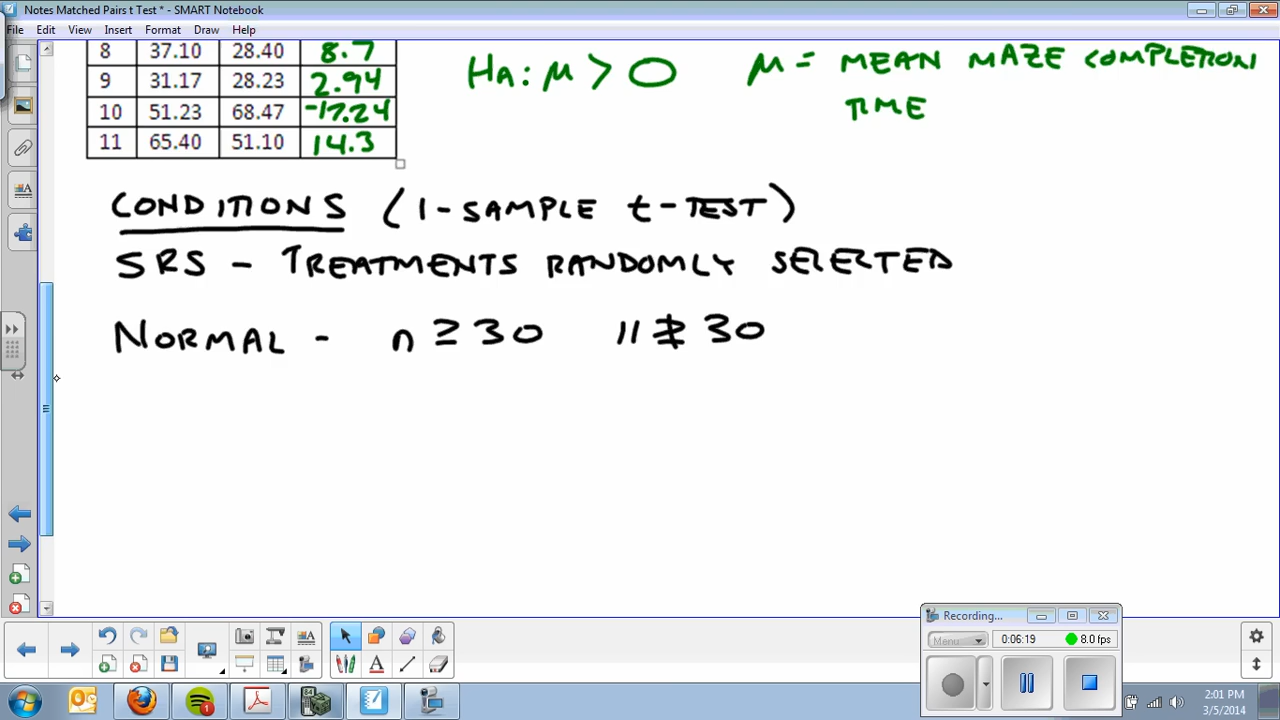 Notes Matched Pairs t Test * - SMART Notebook
File Edit View Insert Format Draw Help
8 37.10 28.40 8.7
9 31.17 28.23 2.94
10 51.23 68.47 -17.24
11 65.40 51.10 14.3
Ha: μ > 0 μ = MEAN MAZE COMPLETION
TIME
CONDITIONS (1-SAMPLE t-TEST)
SRS - TREATMENTS RANDOMLY SELECTED
NORMAL - n ≥ 30 11 ≱ 30
Recording...
Menu 0:06:19 8.0 fps
2:01 PM
3/5/2014